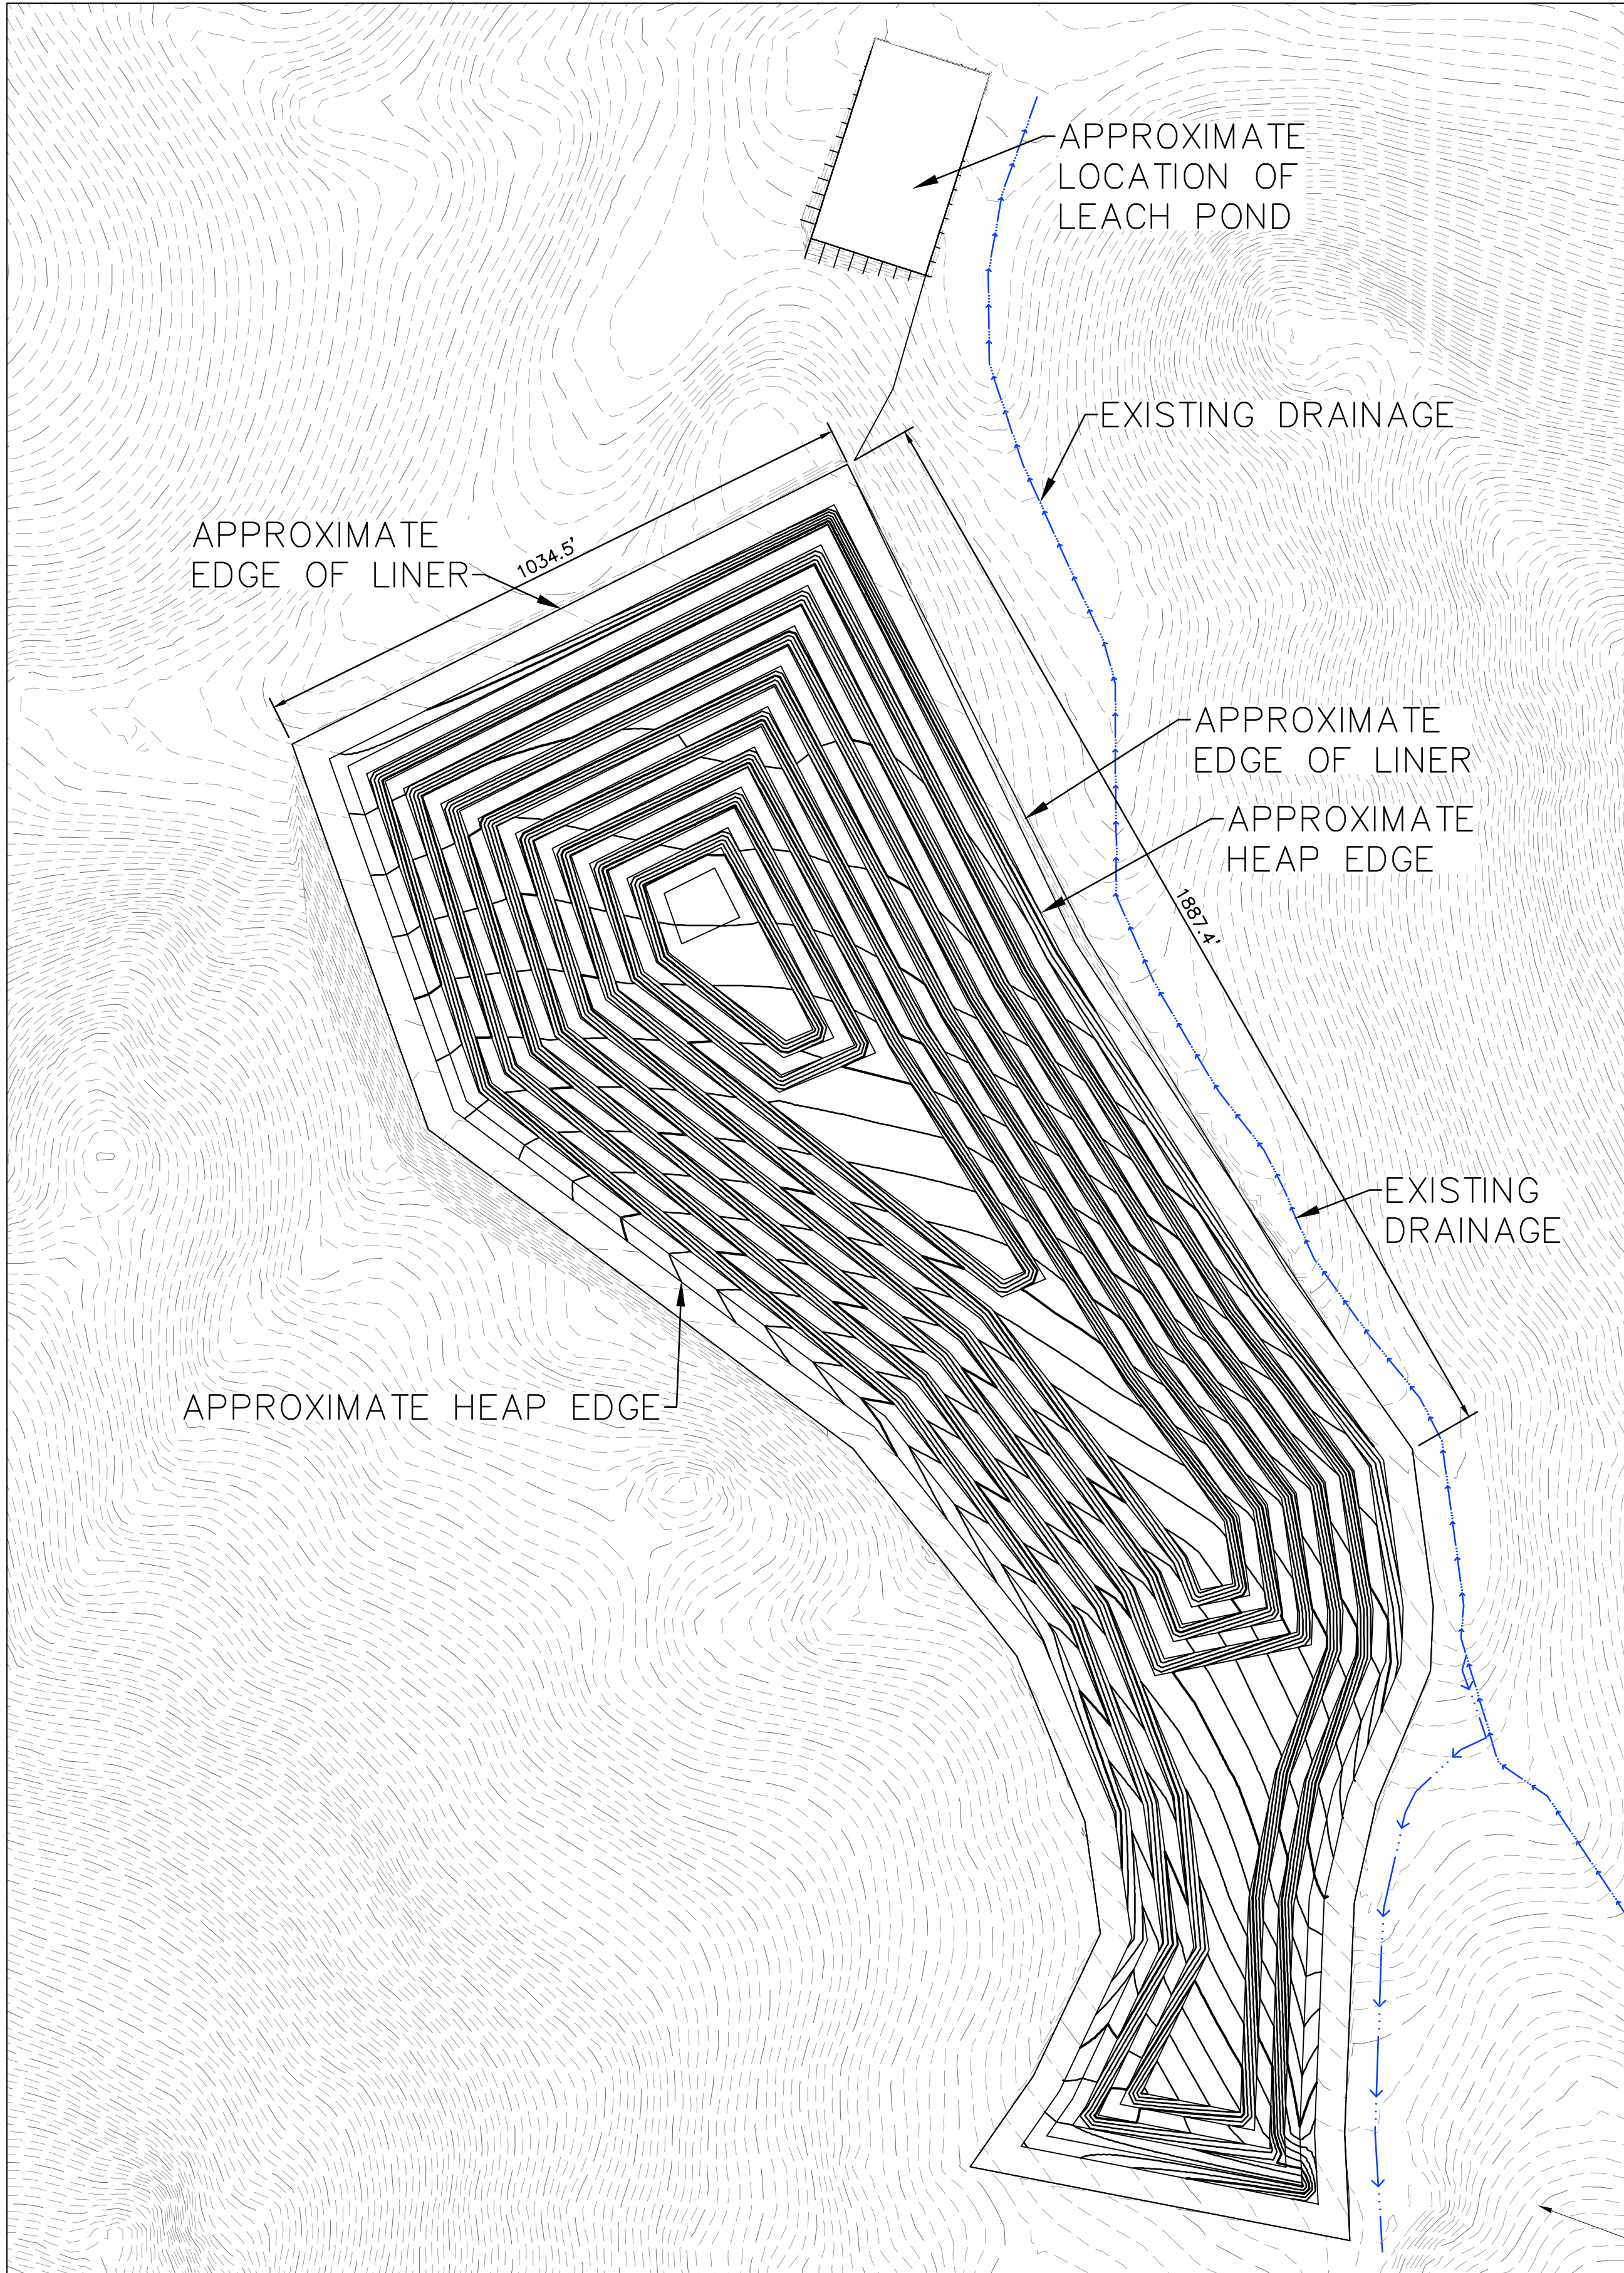 APPROXIMATE
LOCATION OF
LEACH POND
EXISTING DRAINAGE
APPROXIMATE
EDGE OF LINER
1034.5'
APPROXIMATE
EDGE OF LINER
APPROXIMATE
HEAP EDGE
1887.4'
EXISTING
DRAINAGE
APPROXIMATE HEAP EDGE